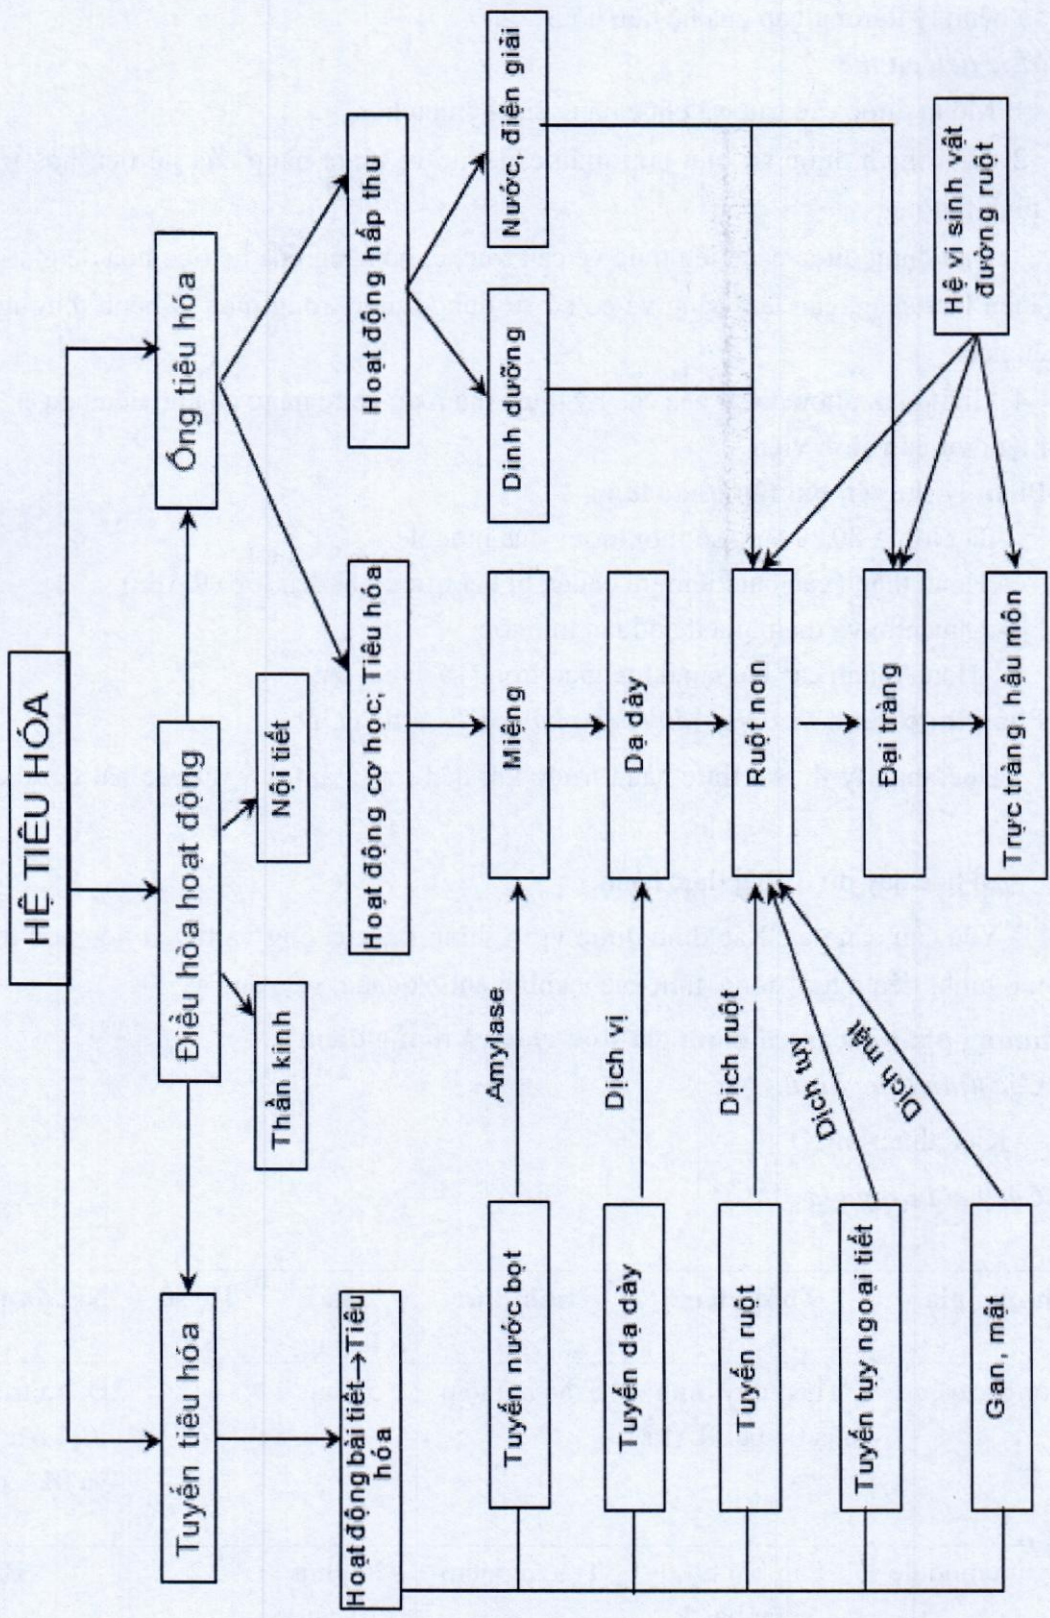 HỆ TIÊU HÓA
Tuyến tiêu hóa
Điều hòa hoạt động
Ống tiêu hóa
Thần kinh
Nội tiết
Hoạt động bài tiết→Tiêu
hóa
Hoạt động cơ học; Tiêu hóa
Hoạt động hấp thu
Dinh dưỡng
Nước, điện giải
Tuyến nước bọt
Amylase
Miệng
Tuyến dạ dày
Dịch vị
Dạ dày
Tuyến ruột
Dịch ruột
Ruột non
Tuyến tụy ngoại tiết
Dịch tụy
Đại tràng
Gan, mật
Dịch mật
Trực tràng, hậu môn
Hệ vi sinh vật
đường ruột